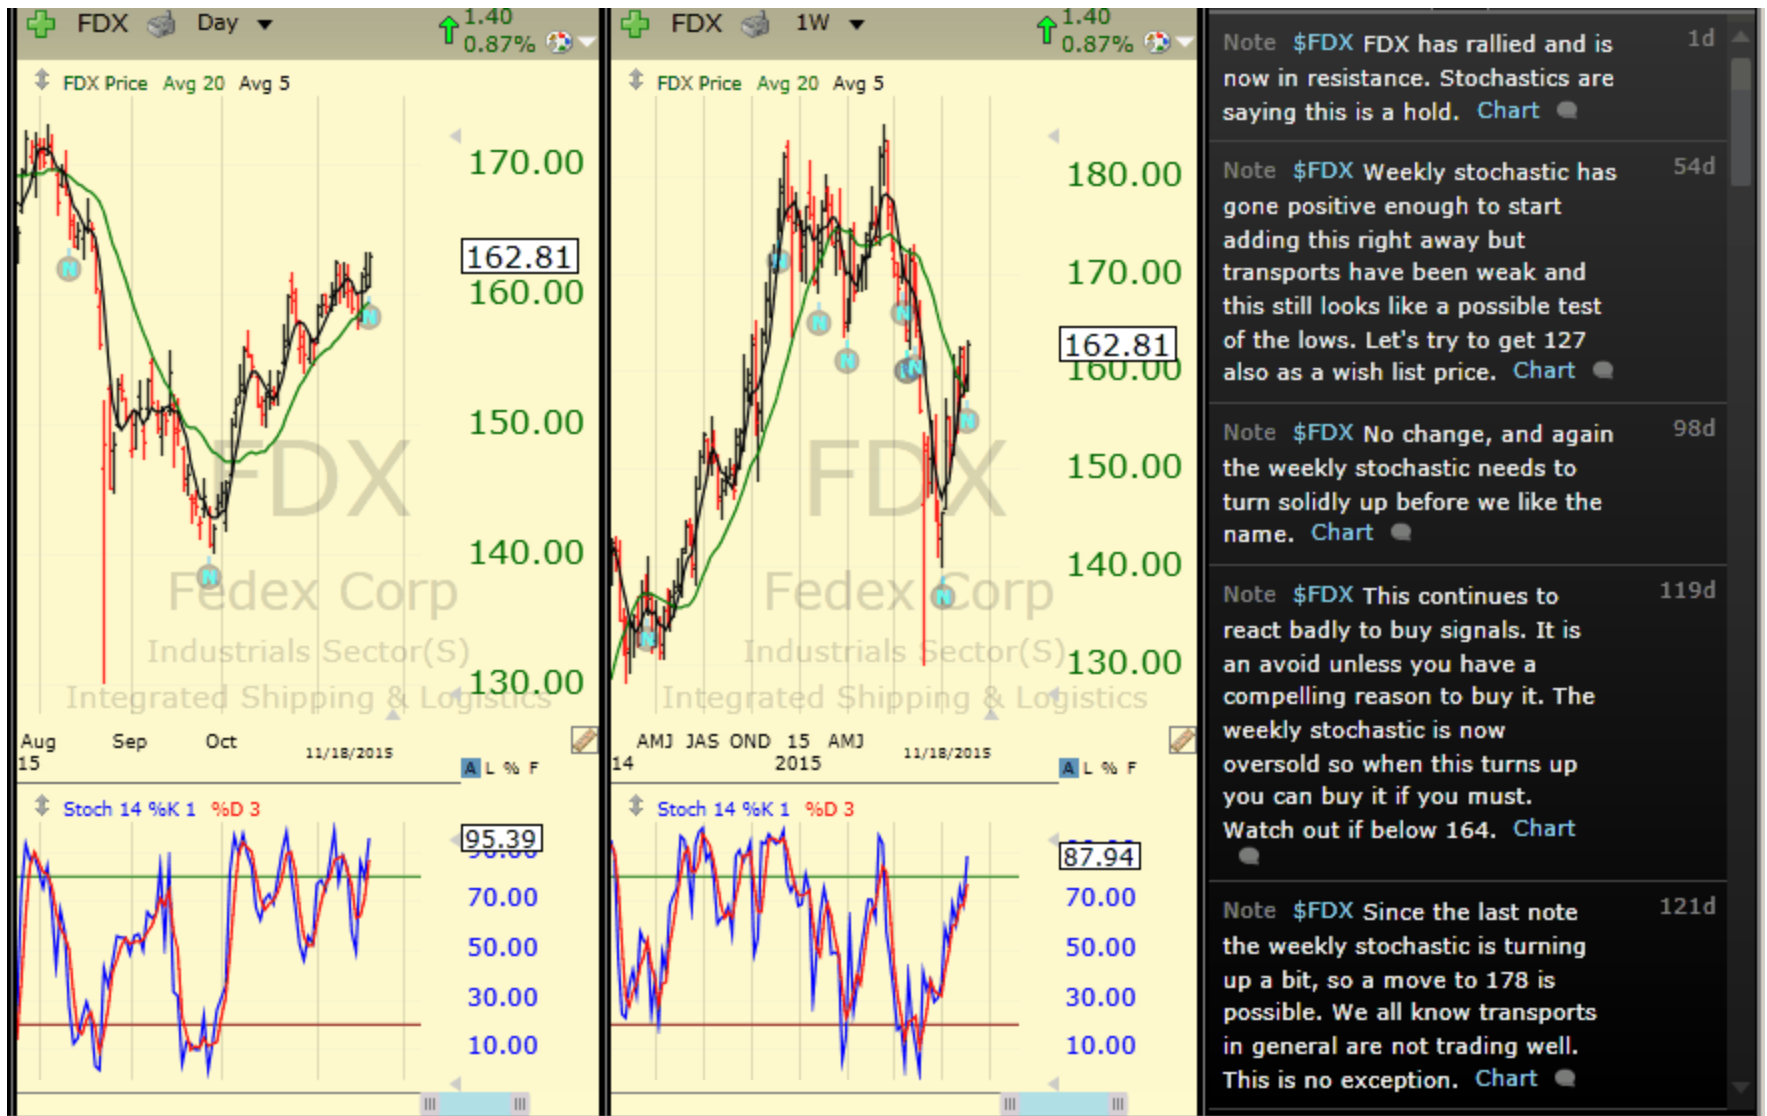 FDX Day
1.40
0.87%
FDX Price Avg 20 Avg 5
170.00
162.81
160.00
150.00
140.00
130.00
FDX
Fedex Corp
Industrials Sector(S)
Integrated Shipping & Logistics
N
N
N
Aug Sep Oct 11/18/2015
15
A L % F
Stoch 14 %K 1 %D 3
95.39
70.00
50.00
30.00
10.00
FDX 1W
1.40
0.87%
FDX Price Avg 20 Avg 5
180.00
170.00
162.81
160.00
150.00
140.00
130.00
FDX
Fedex Corp
Industrials Sector(S)
Integrated Shipping & Logistics
N
N
N
N
N
N
N
N
N
AMJ JAS OND 15 AMJ 11/18/2015
14 2015
A L % F
Stoch 14 %K 1 %D 3
87.94
70.00
50.00
30.00
10.00
Note $FDX FDX has rallied and is 1d
now in resistance. Stochastics are
saying this is a hold. Chart
Note $FDX Weekly stochastic has 54d
gone positive enough to start
adding this right away but
transports have been weak and
this still looks like a possible test
of the lows. Let's try to get 127
also as a wish list price. Chart
Note $FDX No change, and again 98d
the weekly stochastic needs to
turn solidly up before we like the
name. Chart
Note $FDX This continues to 119d
react badly to buy signals. It is
an avoid unless you have a
compelling reason to buy it. The
weekly stochastic is now
oversold so when this turns up
you can buy it if you must.
Watch out if below 164. Chart
Note $FDX Since the last note 121d
the weekly stochastic is turning
up a bit, so a move to 178 is
possible. We all know transports
in general are not trading well.
This is no exception. Chart